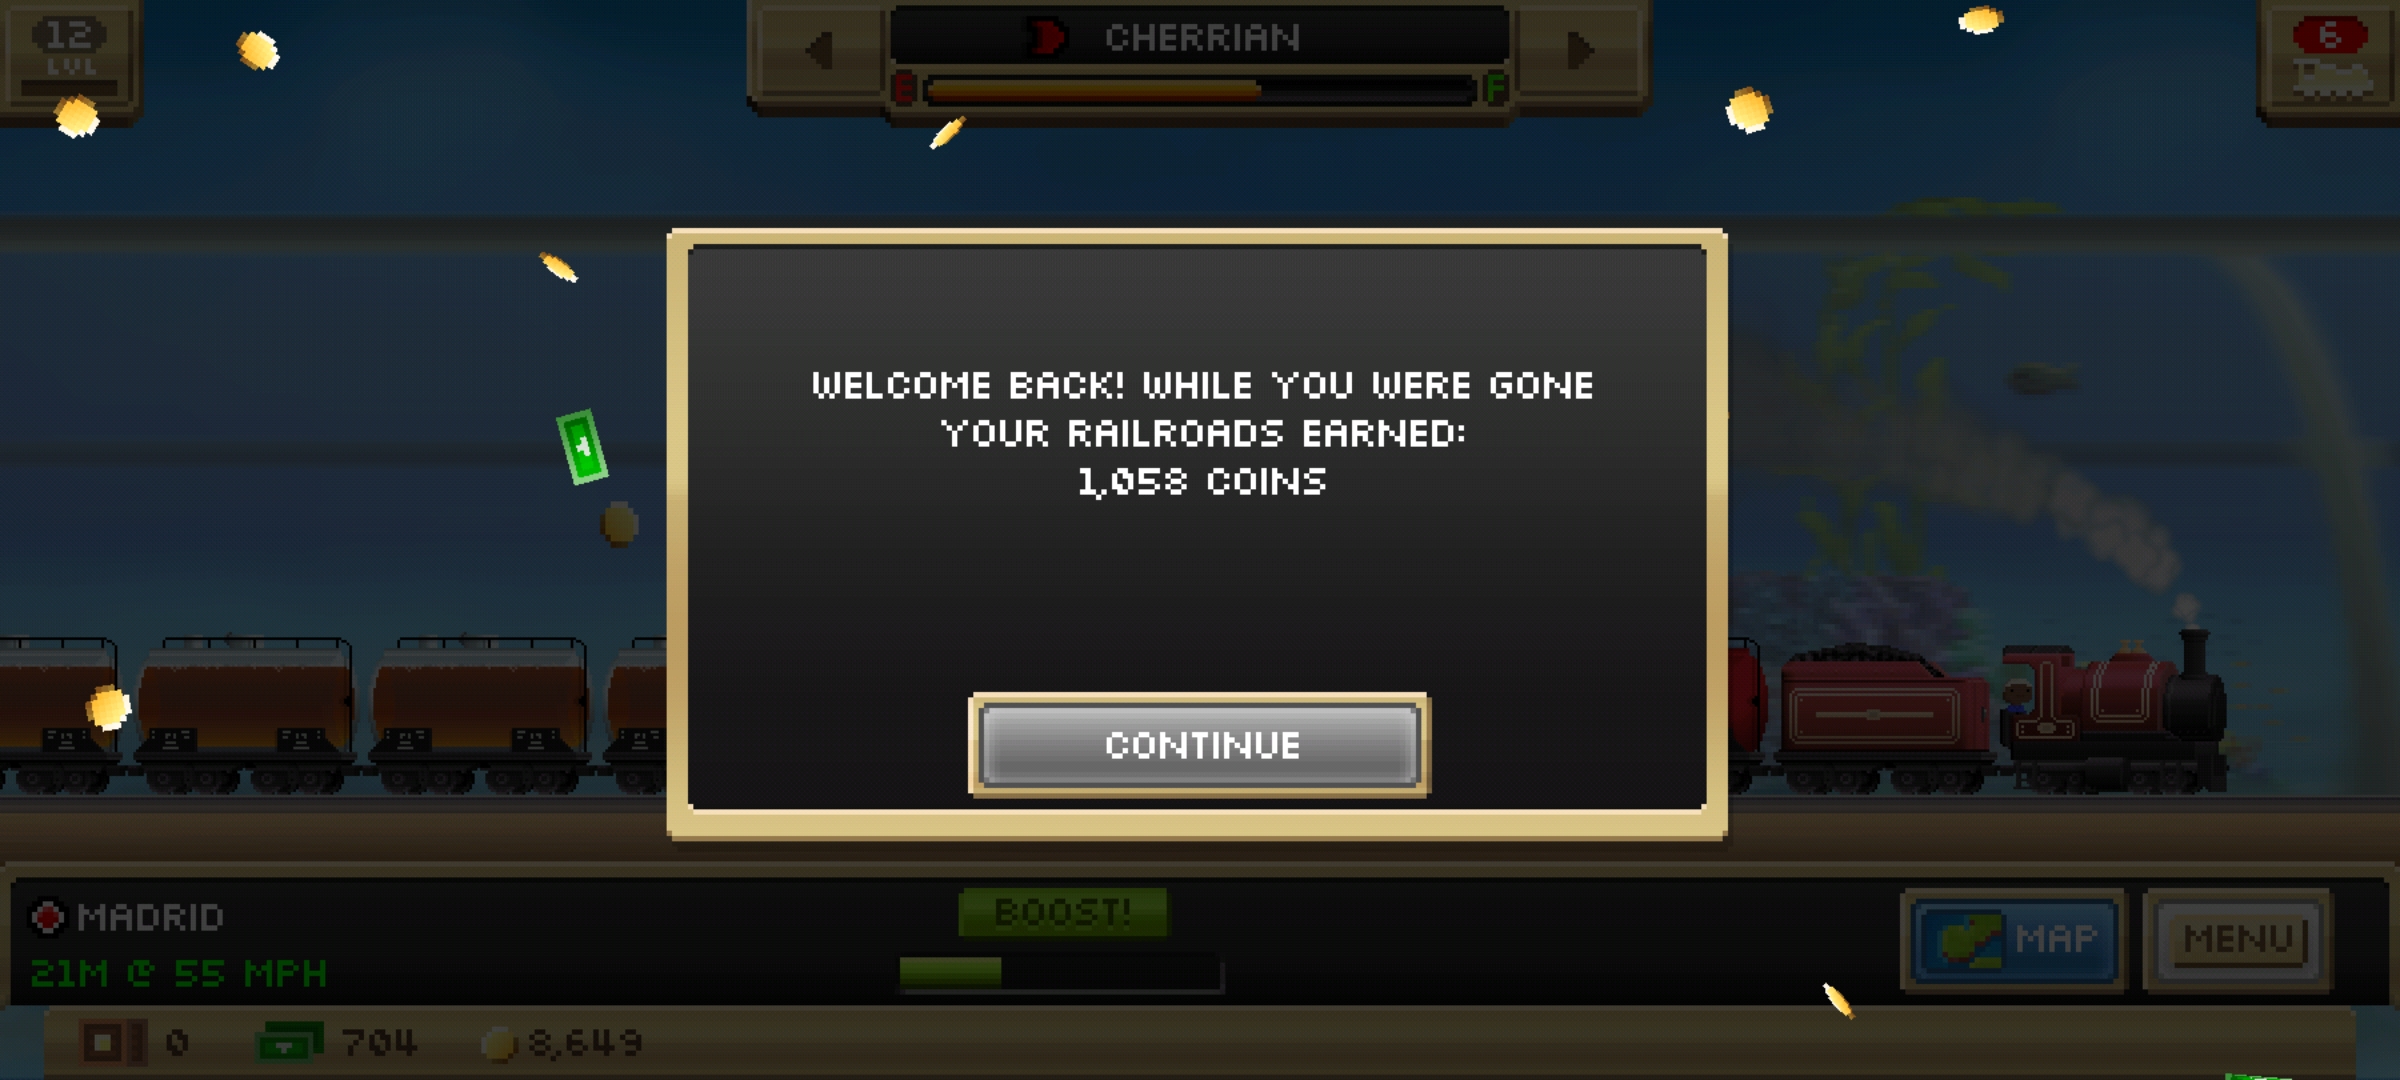 12
LVL
CHERRIAN
E
F
6
WELCOME BACK! WHILE YOU WERE GONE
YOUR RAILROADS EARNED:
1,058 COINS
CONTINUE
MADRID
21M @ 55 MPH
BOOST!
MAP
MENU
0
704
8,649